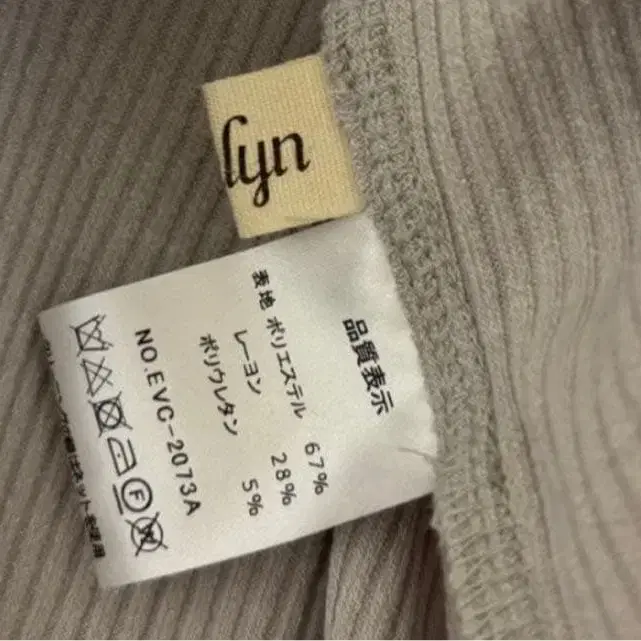 lyn
品質表示
表地 ポリエステル 67%
レーヨン 28%
ポリウレタン 5%
NO.EVC-2073A
F W